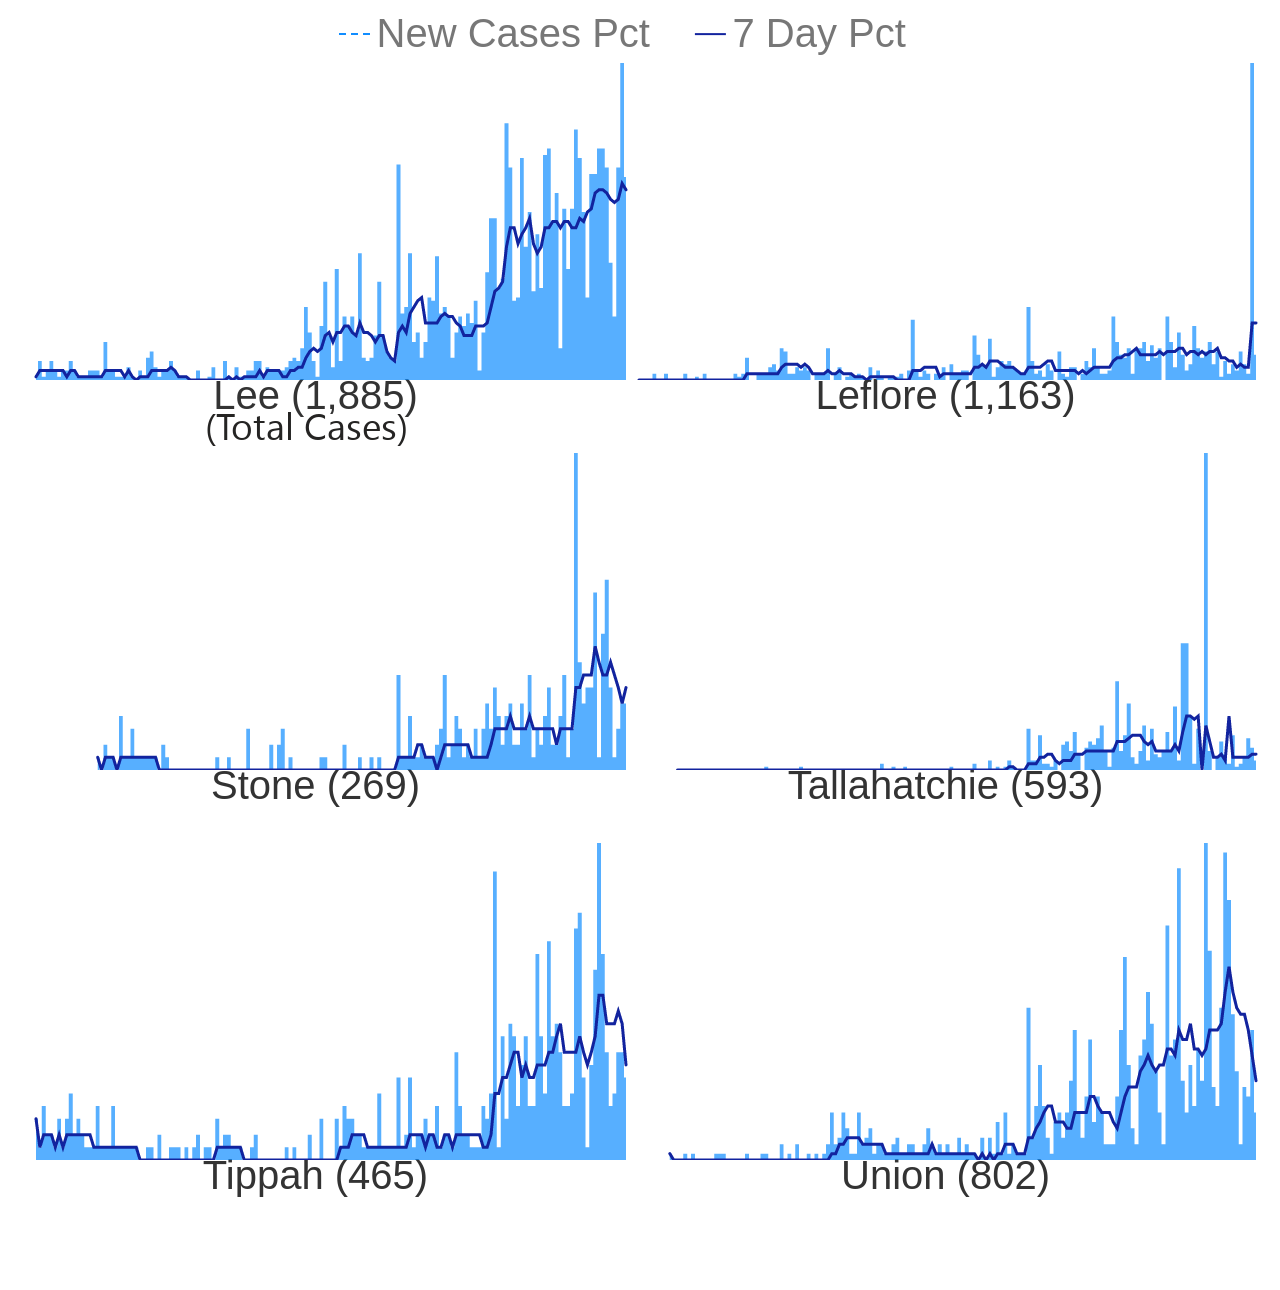 New Cases Pct 7 Day Pct
Lee (1,885) Leflore (1,163)
(Total Cases)
Stone (269) Tallahatchie (593)
Tippah (465) Union (802)